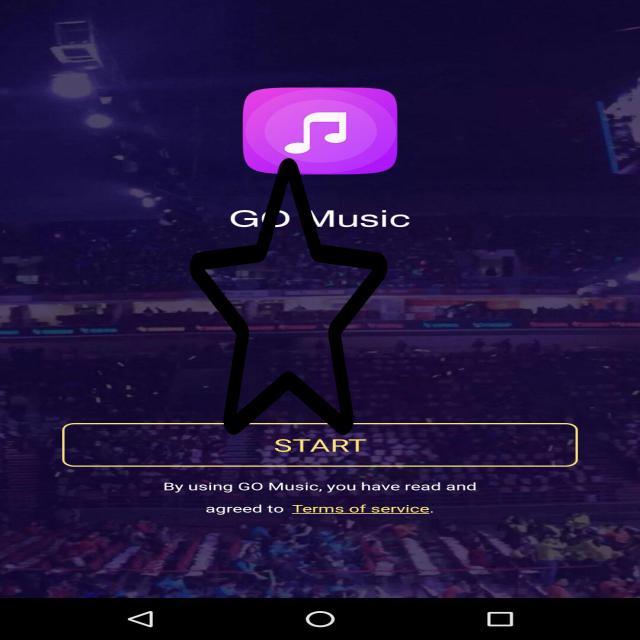 GO Music
START
By using GO Music, you have read and
agreed to Terms of service.